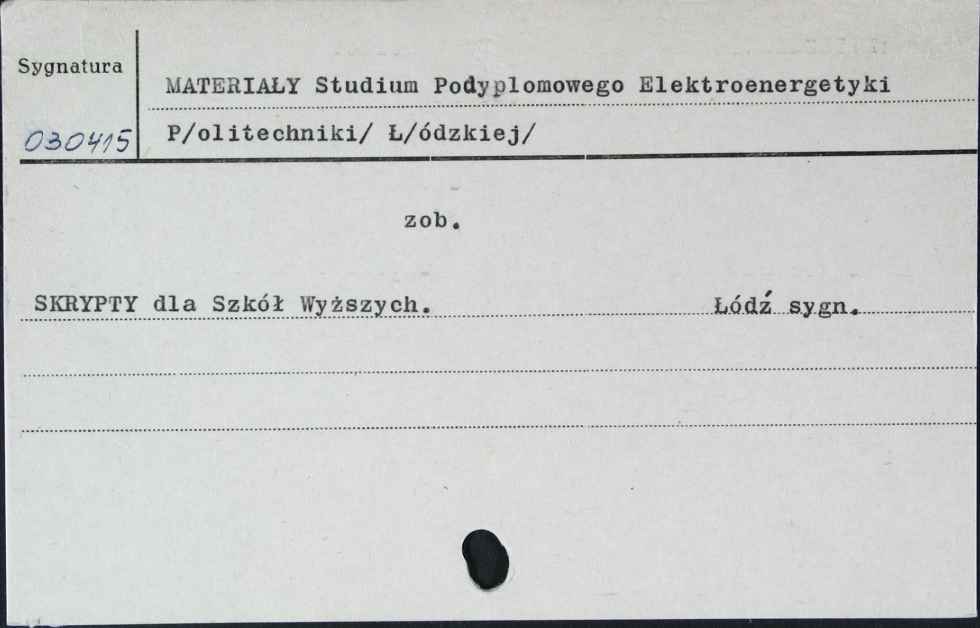 Sygnatura
MATERIAŁY Studium Podyplomowego Elektroenergetyki
030415
P/olitechniki/ Ł/ódzkiej/
zob.
SKRYPTY dla Szkół Wyższych. Łódź sygn.